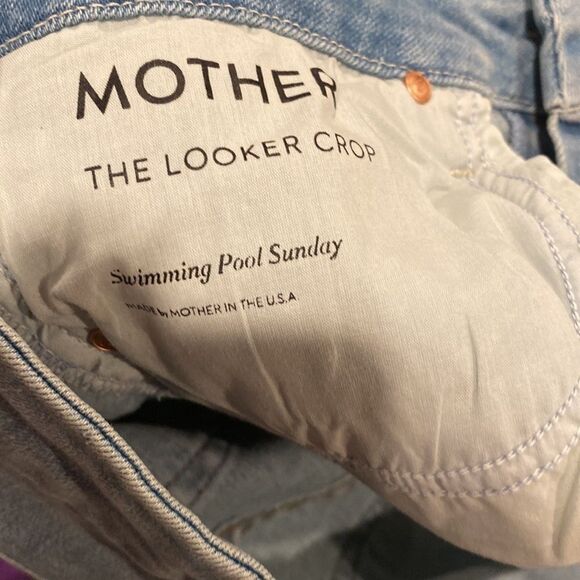 MOTHER
THE LOOKER CROP
Swimming Pool Sunday
MADE by MOTHER IN THE U.S.A